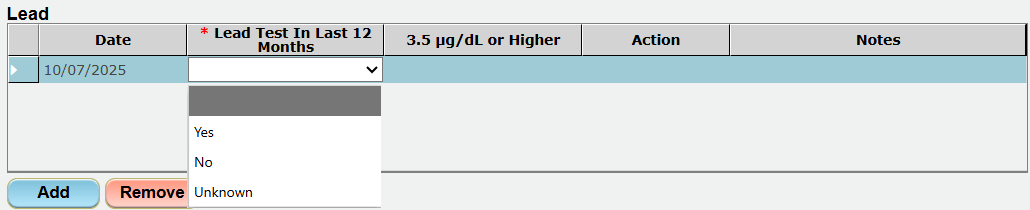 Lead
Date
* Lead Test In Last 12
Months
3.5 µg/dL or Higher
Action
Notes
10/07/2025
Yes
No
Unknown
Add
Remove